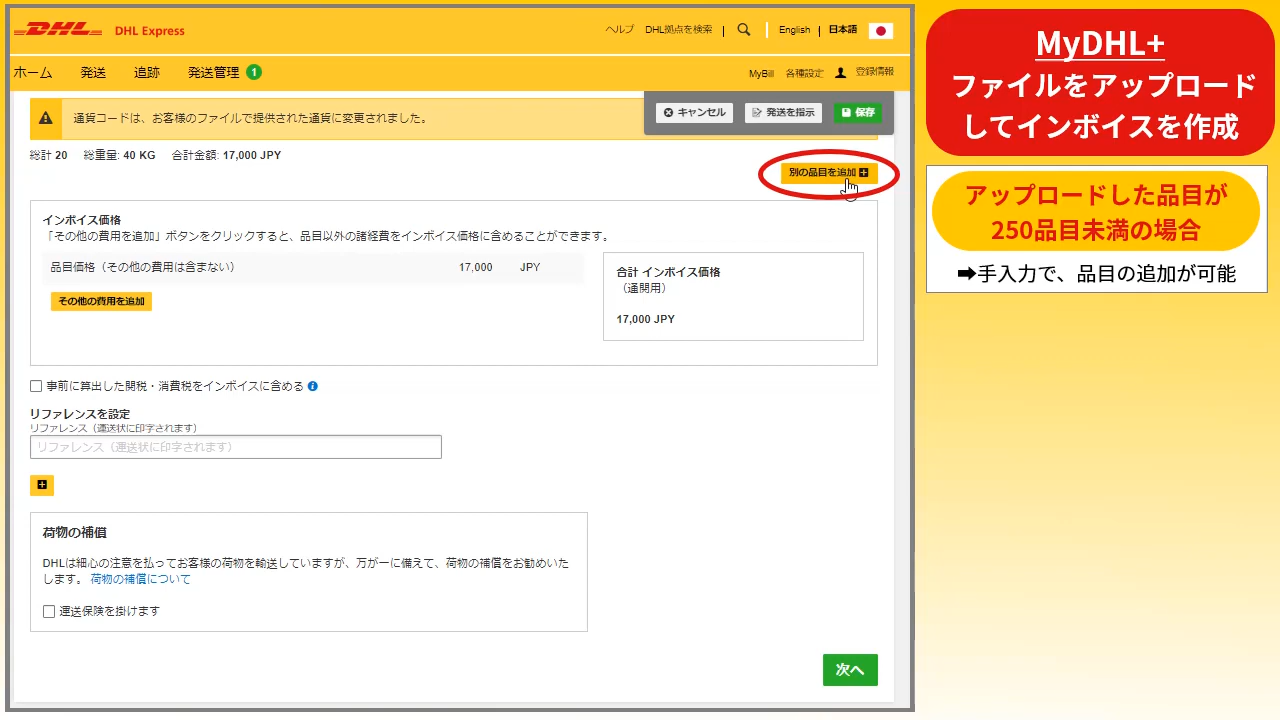 DHL DHL Express
ヘルプ DHL拠点を検索 | | English | 日本語
ホーム 発送 追跡 発送管理 1
MyBill 各種設定 登録情報
キャンセル 発送を指示 保存
通貨コードは、お客様のファイルで提供された通貨に変更されました。
総計 20 総重量: 40 KG 合計金額: 17,000 JPY
別の品目を追加
インボイス価格
「その他の費用を追加」ボタンをクリックすると、品目以外の諸経費をインボイス価格に含めることができます。
品目価格（その他の費用は含まない） 17,000 JPY
その他の費用を追加
合計 インボイス価格
（通関用）
17,000 JPY
事前に算出した関税・消費税をインボイスに含める
リファレンスを設定
リファレンス（運送状に印字されます）
リファレンス（運送状に印字されます）
荷物の補償
DHLは細心の注意を払ってお客様の荷物を輸送していますが、万が一に備えて、荷物の補償をお勧めいた
します。 荷物の補償について
運送保険を掛けます
次へ
MyDHL+
ファイルをアップロード
してインボイスを作成
アップロードした品目が
250品目未満の場合
➡手入力で、品目の追加が可能